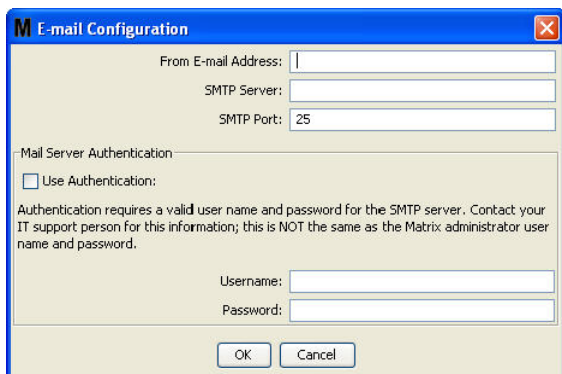 M E-mail Configuration
From E-mail Address:
SMTP Server:
SMTP Port: 25
Mail Server Authentication
Use Authentication:
Authentication requires a valid user name and password for the SMTP server. Contact your
IT support person for this information; this is NOT the same as the Matrix administrator user
name and password.
Username:
Password:
OK Cancel